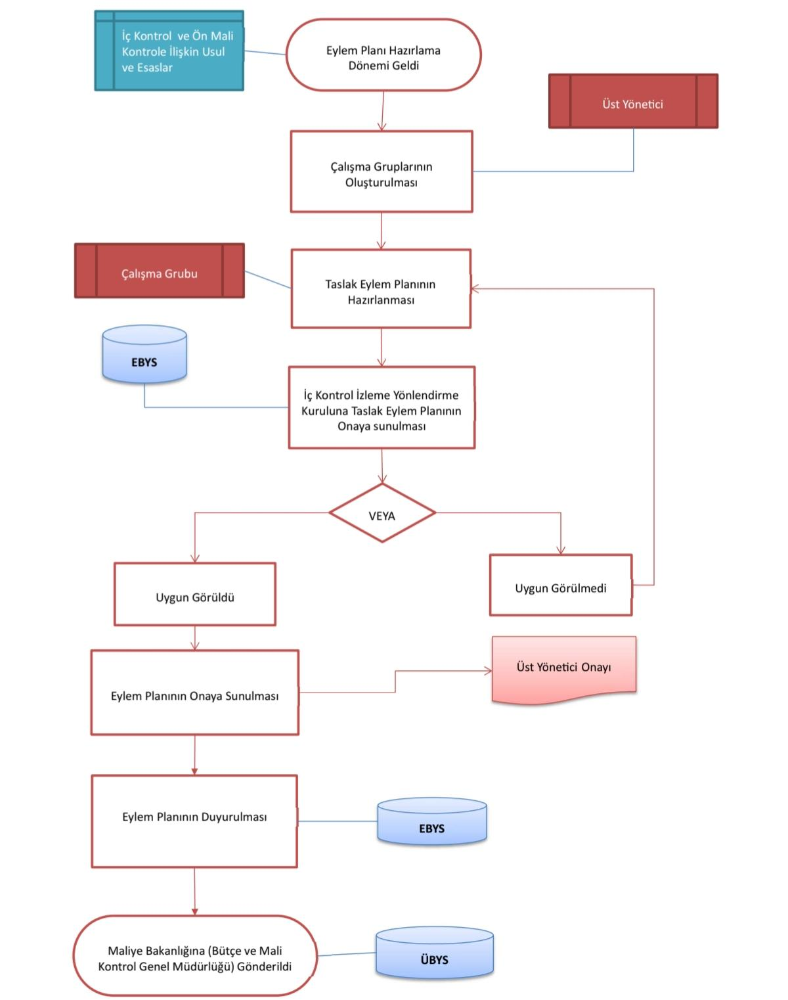 İç Kontrol ve Ön Mali
Kontrole İlişkin Usul
ve Esaslar
Eylem Planı Hazırlama
Dönemi Geldi
Üst Yönetici
Çalışma Gruplarının
Oluşturulması
Çalışma Grubu
Taslak Eylem Planının
Hazırlanması
EBYS
İç Kontrol İzleme Yönlendirme
Kuruluna Taslak Eylem Planının
Onaya sunulması
VEYA
Uygun Görüldü
Uygun Görülmedi
Eylem Planının Onaya Sunulması
Üst Yönetici Onayı
Eylem Planının Duyurulması
EBYS
Maliye Bakanlığına (Bütçe ve Mali
Kontrol Genel Müdürlüğü) Gönderildi
ÜBYS